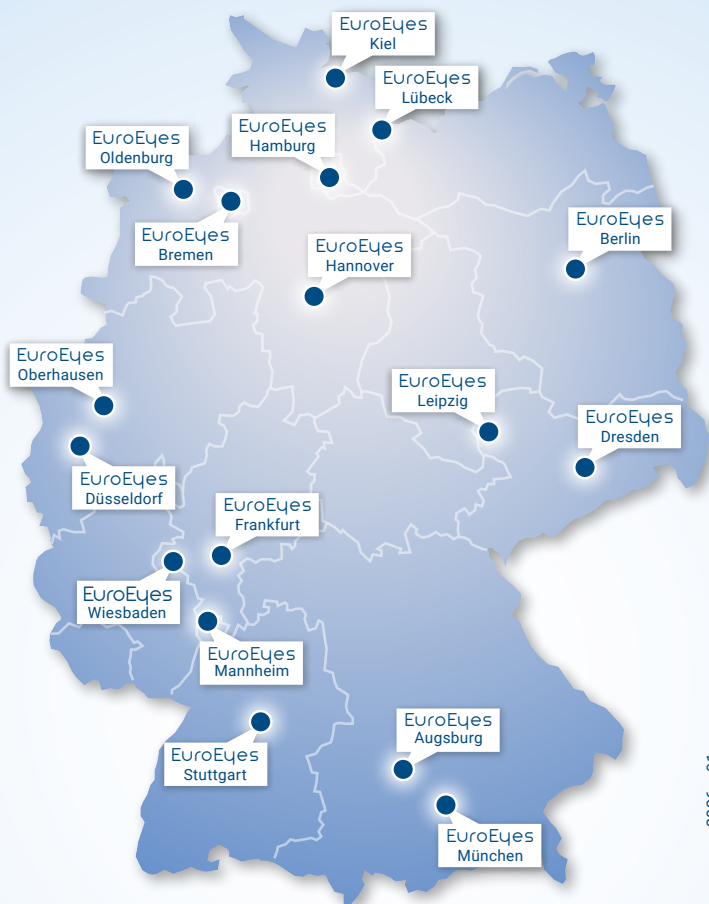 EuroEyes
Kiel
EuroEyes
Lübeck
EuroEyes
Hamburg
EuroEyes
Oldenburg
EuroEyes
Bremen
EuroEyes
Berlin
EuroEyes
Hannover
EuroEyes
Oberhausen
EuroEyes
Leipzig
EuroEyes
Dresden
EuroEyes
Düsseldorf
EuroEyes
Frankfurt
EuroEyes
Wiesbaden
EuroEyes
Mannheim
EuroEyes
Augsburg
EuroEyes
Stuttgart
EuroEyes
München